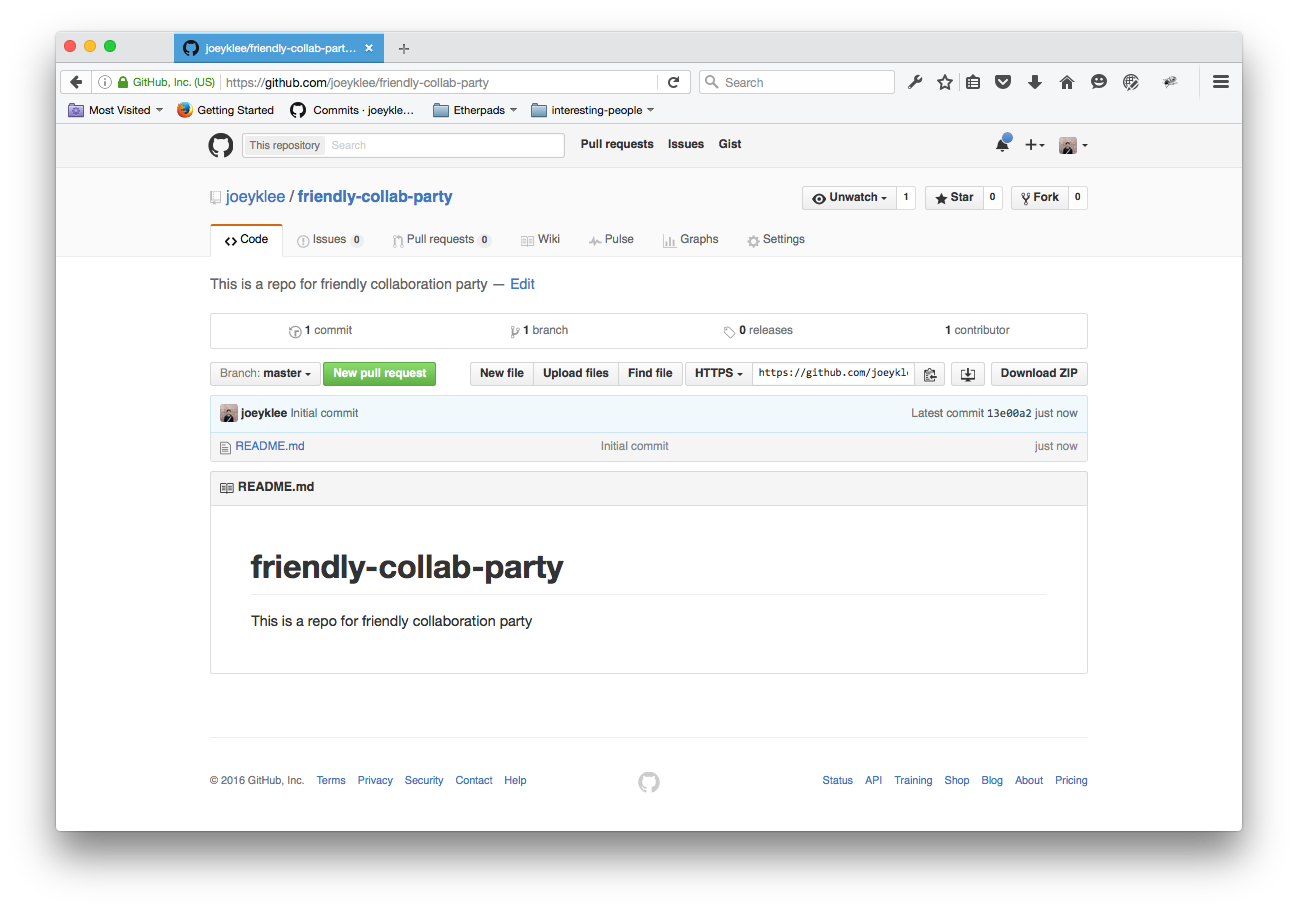 joeyklee/friendly-collab-part...
GitHub, Inc. (US) https://github.com/joeyklee/friendly-collab-party Search
Most Visited Getting Started Commits · joeykle... Etherpads interesting-people
This repository Search Pull requests Issues Gist
joeyklee / friendly-collab-party Unwatch 1 Star 0 Fork 0
Code Issues 0 Pull requests 0 Wiki Pulse Graphs Settings
This is a repo for friendly collaboration party — Edit
1 commit 1 branch 0 releases 1 contributor
Branch: master New pull request New file Upload files Find file HTTPS https://github.com/joeykl Download ZIP
joeyklee Initial commit Latest commit 13e00a2 just now
README.md Initial commit just now
README.md
friendly-collab-party
This is a repo for friendly collaboration party
© 2016 GitHub, Inc. Terms Privacy Security Contact Help Status API Training Shop Blog About Pricing